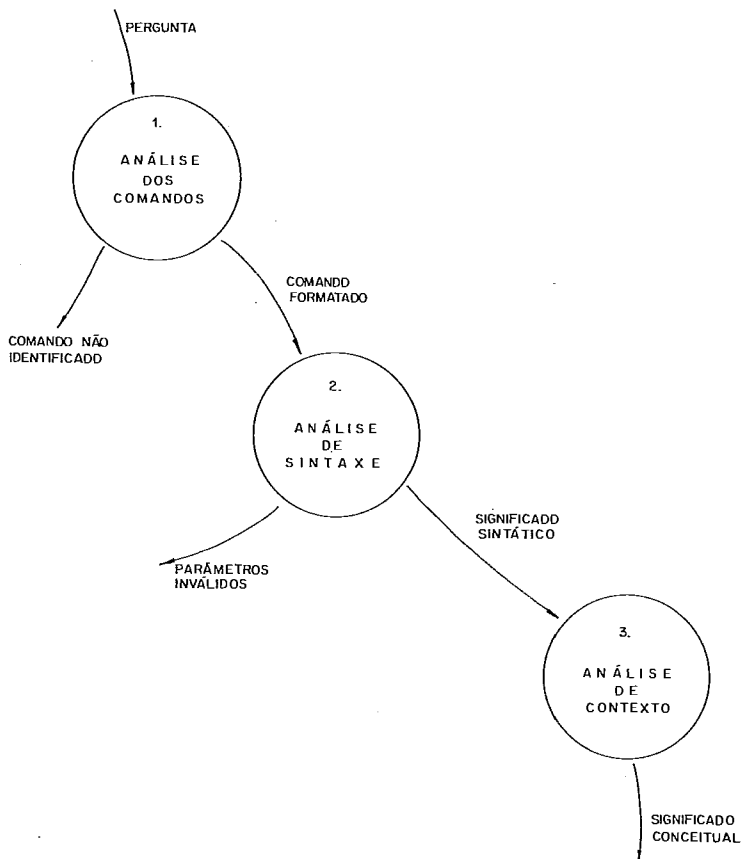 PERGUNTA
1.
ANÁLISE
DOS
COMANDOS
COMANDO
FORMATADO
COMANDO NÃO
IDENTIFICADO
2.
ANÁLISE
DE
SINTAXE
SIGNIFICADO
SINTÁTICO
PARÂMETROS
INVÁLIDOS
3.
ANÁLISE
DE
CONTEXTO
SIGNIFICADO
CONCEITUAL